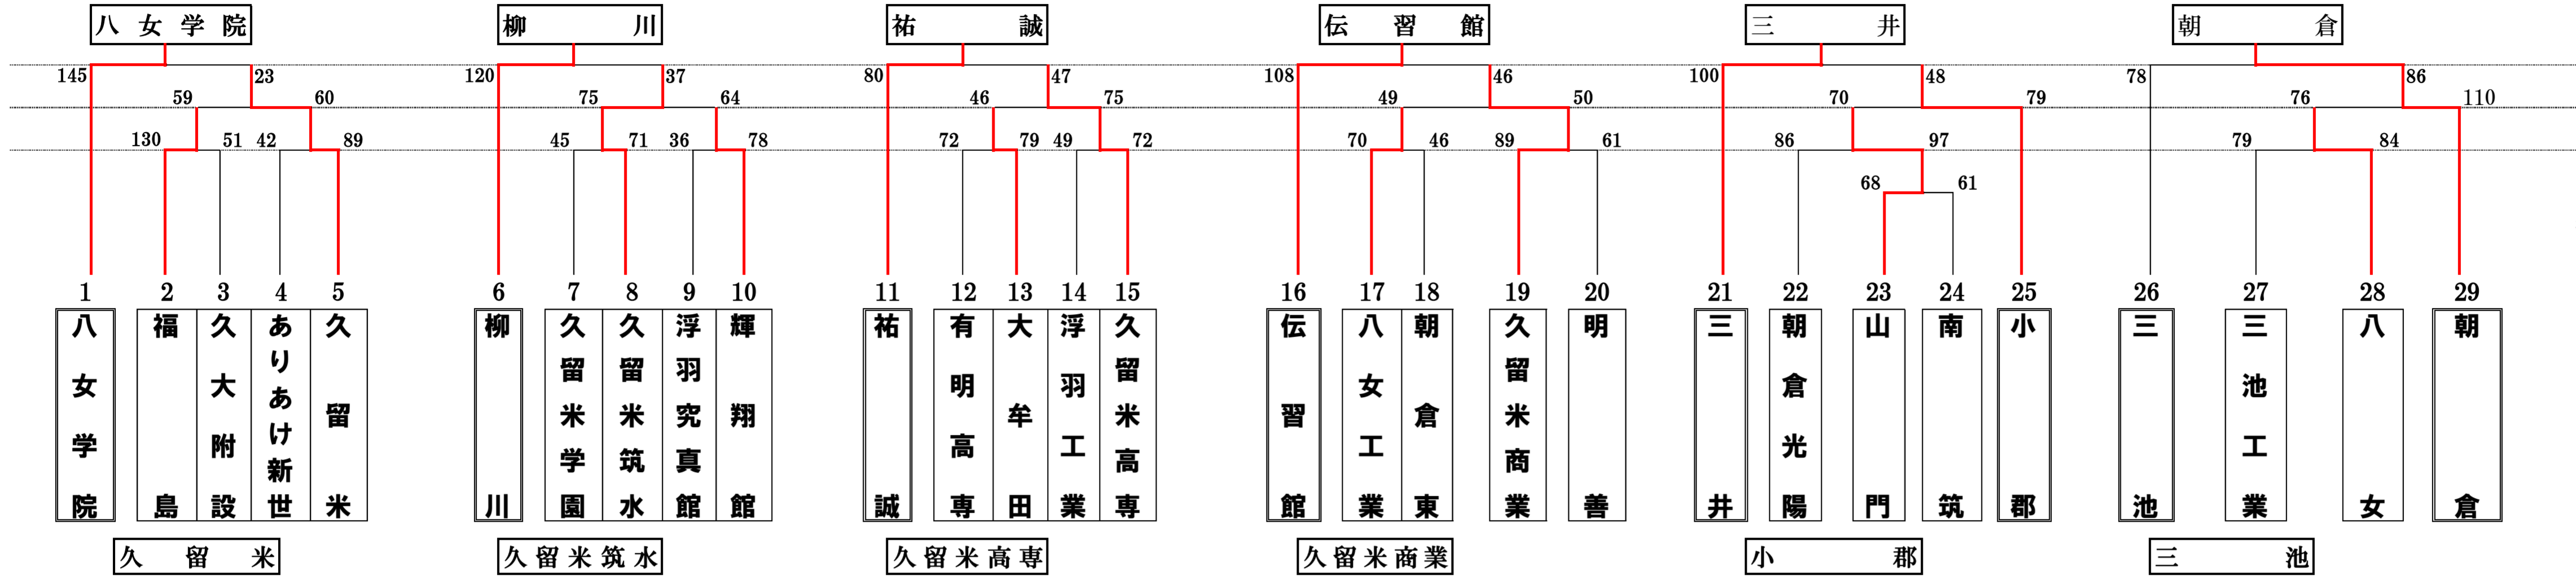 八女学院 柳川 祐誠 伝習館 三井 朝倉
145 23 120 37 80 47 108 46 100 48 78 86
59 60 75 64 46 75 49 50 70 79 76 110
130 51 42 89 45 71 36 78 72 79 49 72 70 46 89 61 86 97 79 84
68 61
1 2 3 4 5 6 7 8 9 10 11 12 13 14 15 16 17 18 19 20 21 22 23 24 25 26 27 28 29
八女学院
福島
久大附設
ありあけ新世
久留米
柳川
久留米学園
久留米筑水
浮羽究真館
輝翔館
祐誠
有明高専
大牟田
浮羽工業
久留米高専
伝習館
八女工業
朝倉東
久留米商業
明善
三井
朝倉光陽
山門
南筑
小郡
三池
三池工業
八女
朝倉
久留米 久留米筑水 久留米高専 久留米商業 小郡 三池